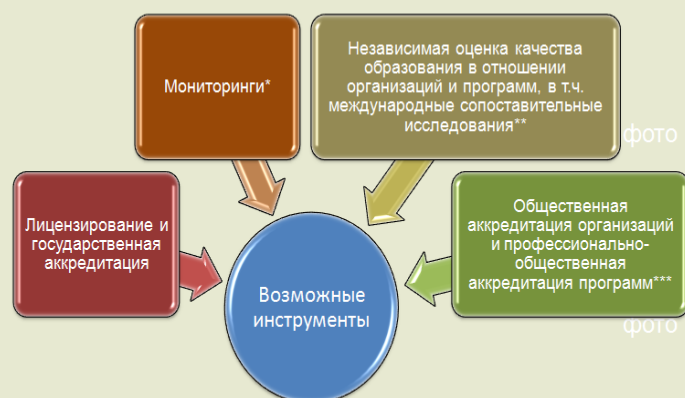 Мониторинги*
Независимая оценка качества
образования в отношении
организаций и программ, в т.ч.
международные сопоставительные
исследования**
фото
Лицензирование и
государственная
аккредитация
Общественная
аккредитация организаций
и профессионально-
общественная
аккредитация программ***
Возможные
инструменты
фото